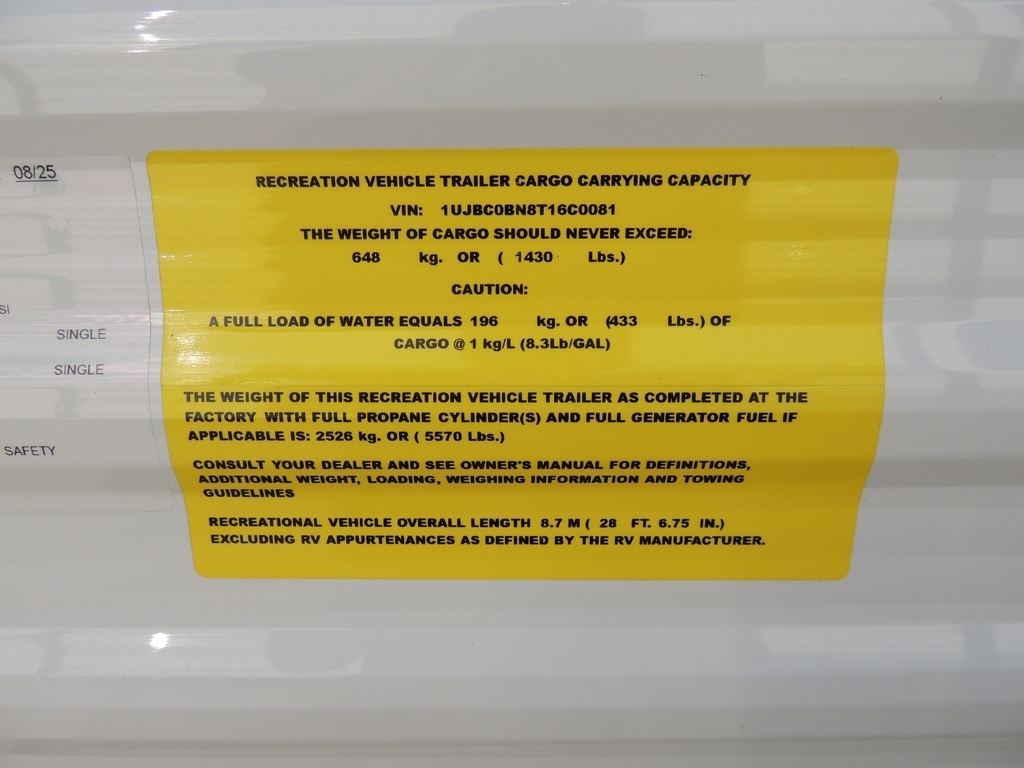 08/25
SI
SINGLE
SINGLE
SAFETY
RECREATION VEHICLE TRAILER CARGO CARRYING CAPACITY
VIN: 1UJBC0BN8T16C0081
THE WEIGHT OF CARGO SHOULD NEVER EXCEED:
648 kg. OR ( 1430 Lbs.)
CAUTION:
A FULL LOAD OF WATER EQUALS 196 kg. OR (433 Lbs.) OF
CARGO @ 1 kg/L (8.3Lb/GAL)
THE WEIGHT OF THIS RECREATION VEHICLE TRAILER AS COMPLETED AT THE
FACTORY WITH FULL PROPANE CYLINDER(S) AND FULL GENERATOR FUEL IF
APPLICABLE IS: 2526 kg. OR ( 5570 Lbs.)
CONSULT YOUR DEALER AND SEE OWNER'S MANUAL FOR DEFINITIONS,
ADDITIONAL WEIGHT, LOADING, WEIGHING INFORMATION AND TOWING
GUIDELINES
RECREATIONAL VEHICLE OVERALL LENGTH 8.7 M ( 28 FT. 6.75 IN.)
EXCLUDING RV APPURTENANCES AS DEFINED BY THE RV MANUFACTURER.